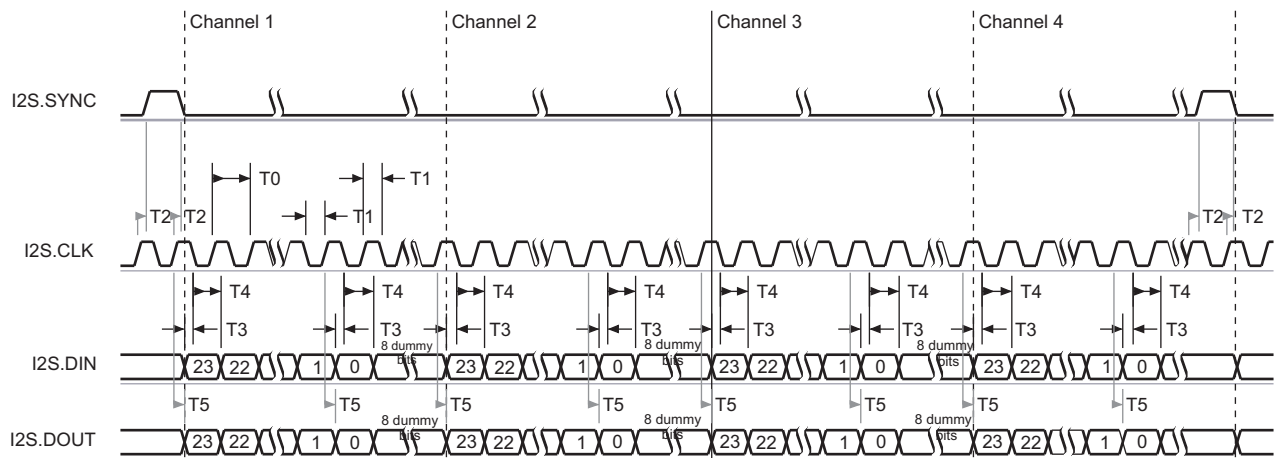 Channel 1 Channel 2 Channel 3 Channel 4
I2S.SYNC
T0 T1
T2 T2 T1 T2 T2
I2S.CLK
T4 T4 T4 T4 T4 T4 T4 T4
T3 T3 T3 T3 T3 T3 T3 T3
8 dummy bits 8 dummy bits 8 dummy bits
I2S.DIN 23 22 1 0 23 22 1 0 23 22 1 0 23 22 1 0
T5 T5 T5 T5 T5 T5 T5 T5
8 dummy bits 8 dummy bits 8 dummy bits
I2S.DOUT 23 22 1 0 23 22 1 0 23 22 1 0 23 22 1 0